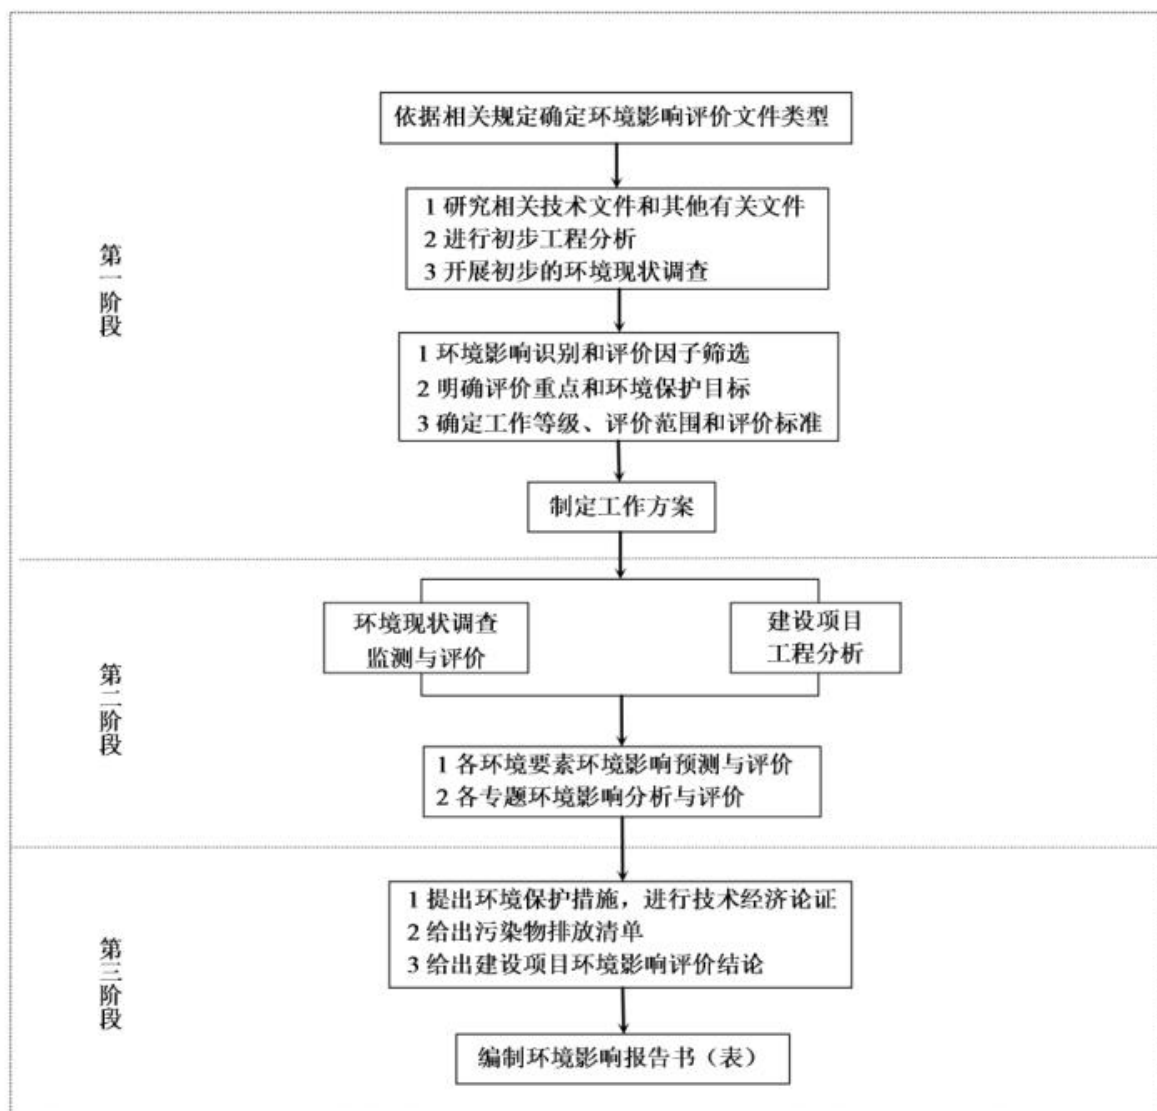 依据相关规定确定环境影响评价文件类型
1 研究相关技术文件和其他有关文件
2 进行初步工程分析
3 开展初步的环境现状调查
第一阶段
1 环境影响识别和评价因子筛选
2 明确评价重点和环境保护目标
3 确定工作等级、评价范围和评价标准
制定工作方案
环境现状调查
监测与评价
建设项目
工程分析
第二阶段
1 各环境要素环境影响预测与评价
2 各专题环境影响分析与评价
1 提出环境保护措施，进行技术经济论证
2 给出污染物排放清单
3 给出建设项目环境影响评价结论
第三阶段
编制环境影响报告书（表）